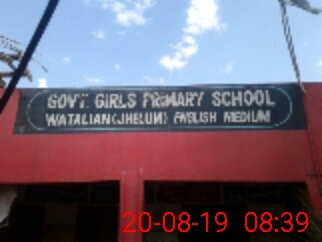 GOVT. GIRLS PRIMARY SCHOOL
WATALIAN (JHELUM) ENGLISH MEDIUM
20-08-19 08:39